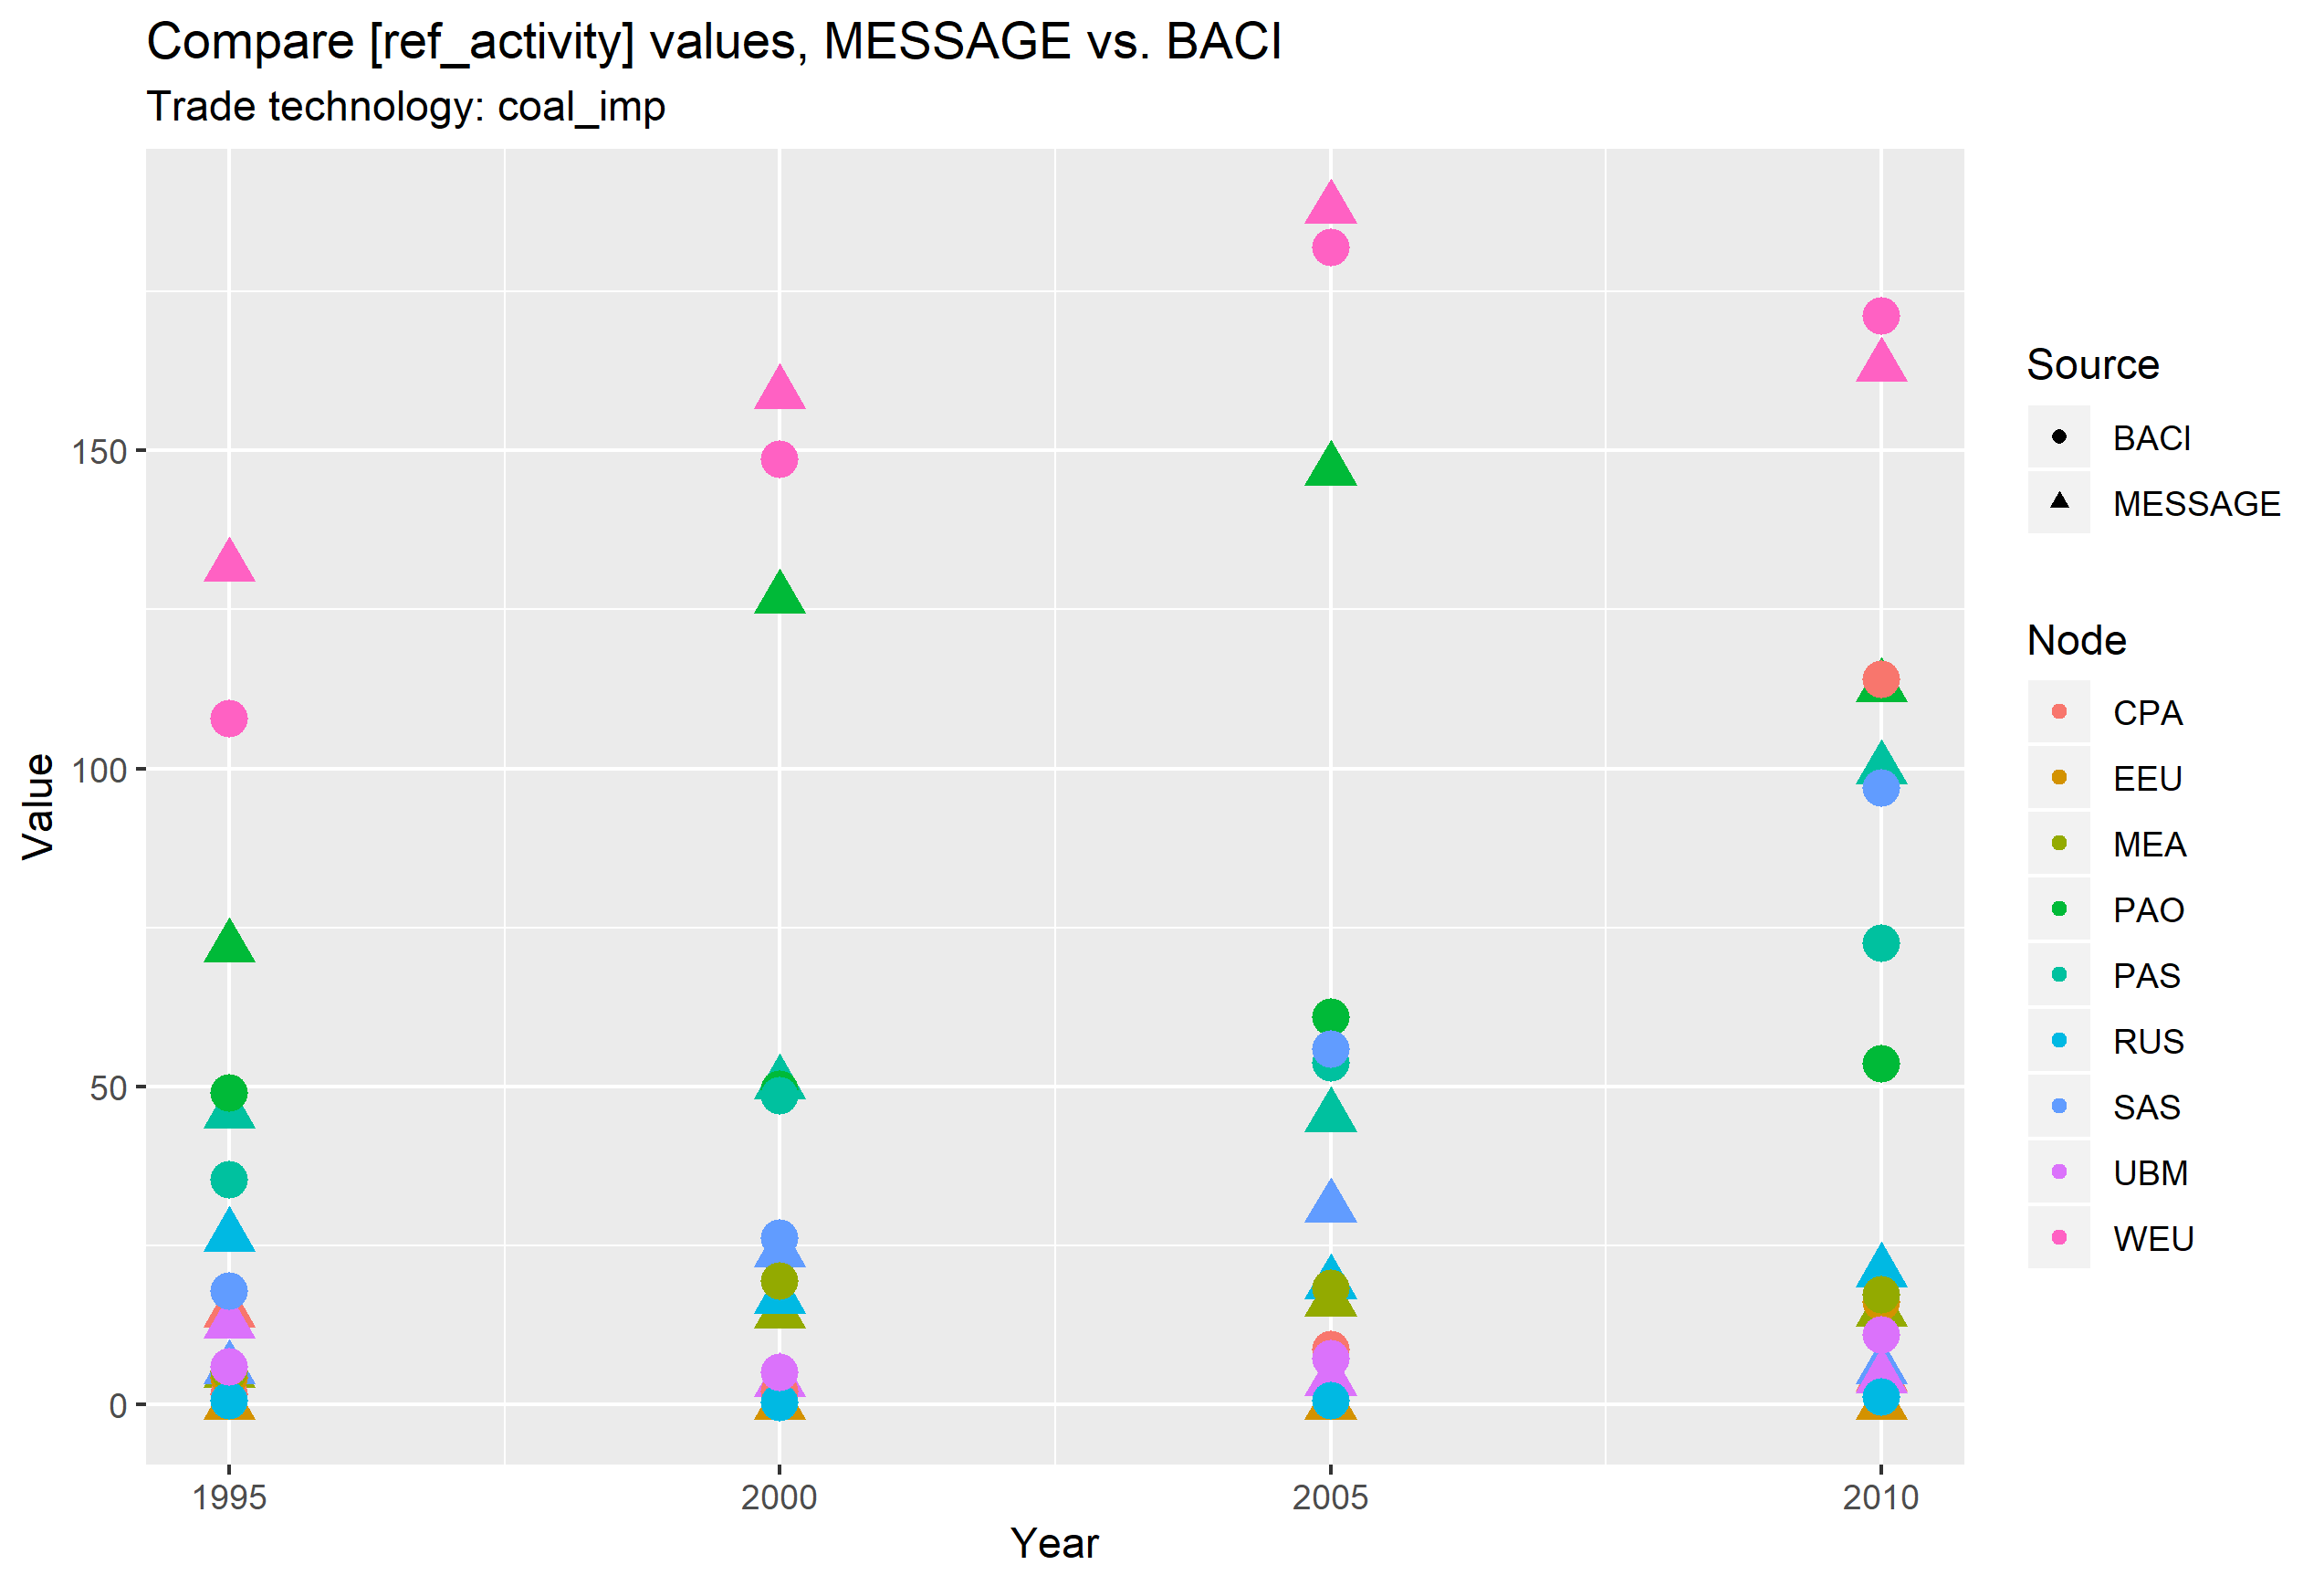 Compare [ref_activity] values, MESSAGE vs. BACI
Trade technology: coal_imp
Value
150
100
50
0
1995 2000 2005 2010
Year
Source
BACI
MESSAGE
Node
CPA
EEU
MEA
PAO
PAS
RUS
SAS
UBM
WEU